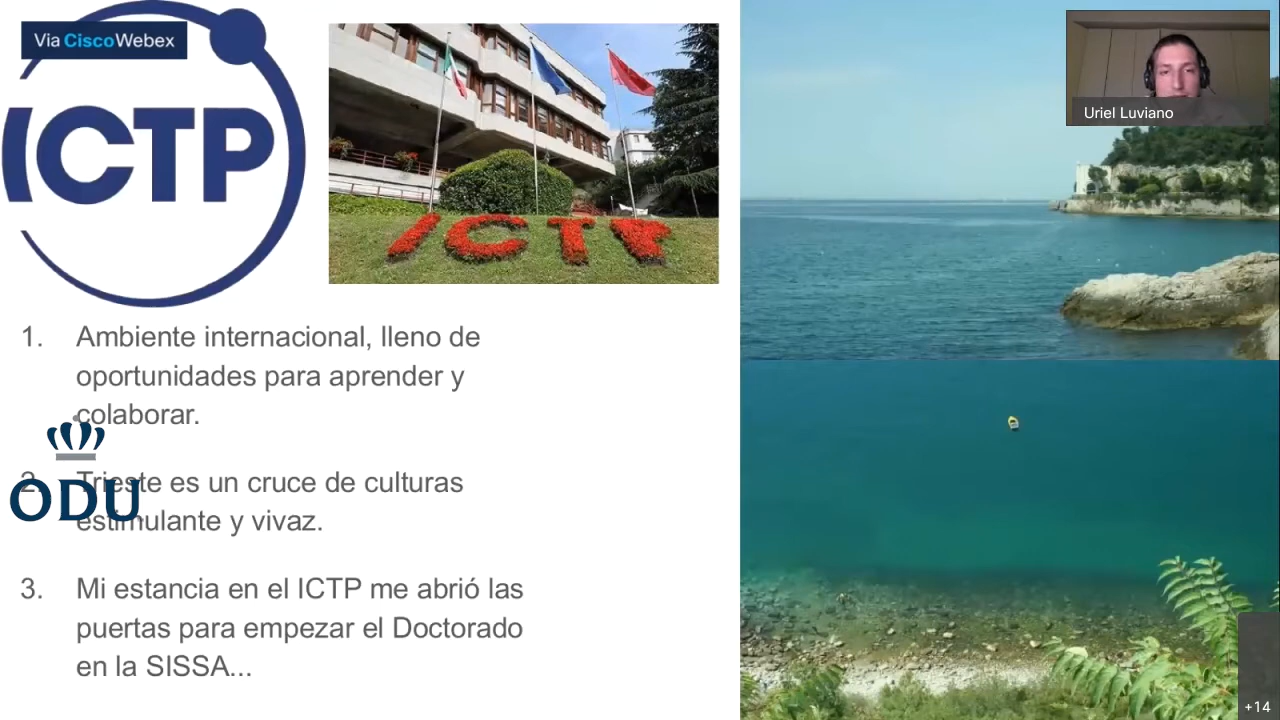 Via Cisco Webex
ICTP
ICTP
Uriel Luviano
1. Ambiente internacional, lleno de
oportunidades para aprender y
colaborar.
2. Trieste es un cruce de culturas
estimulante y vivaz.
ODU
3. Mi estancia en el ICTP me abrió las
puertas para empezar el Doctorado
en la SISSA...
+14